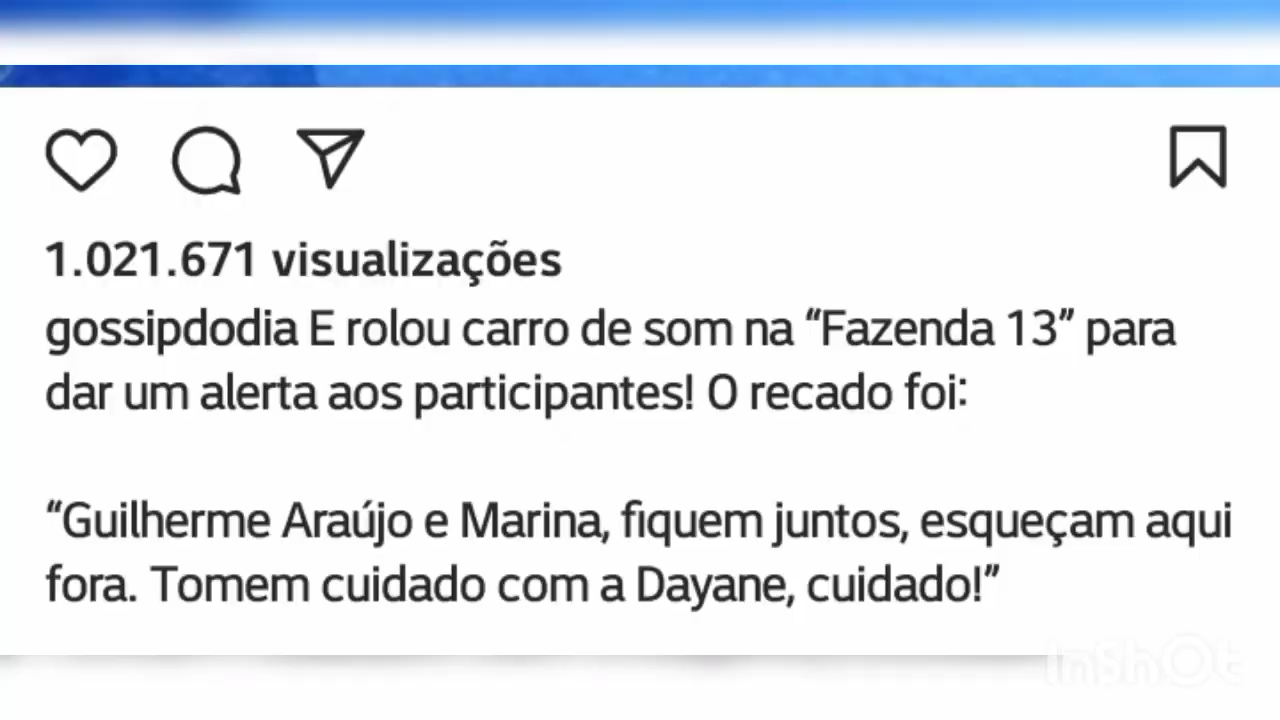 1.021.671 visualizações
gossipdodia E rolou carro de som na “Fazenda 13” para
dar um alerta aos participantes! O recado foi:
“Guilherme Araújo e Marina, fiquem juntos, esqueçam aqui
fora. Tomem cuidado com a Dayane, cuidado!”
InShOt